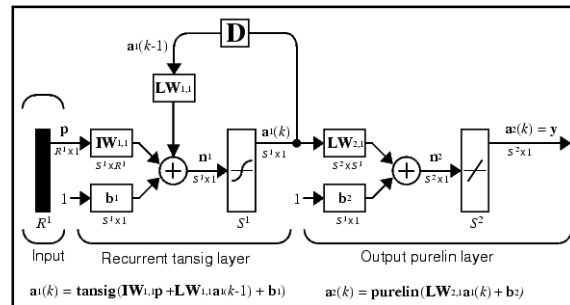 D
a¹(k-1)
LW1,1
p
R¹x1
IW1,1
S¹xR¹
1
b¹
S¹x1
n¹
S¹x1
a¹(k)
S¹x1
LW2,1
S²xS¹
1
b²
S¹x1
n²
S²x1
a²(k) = y
S²x1
R¹
S¹
S²
Input
Recurrent tansig layer
Output purelin layer
a¹(k) = tansig(IW1,1p +LW1,1a¹(k-1) + b¹)
a²(k) = purelin(LW2,1a¹(k) + b²)